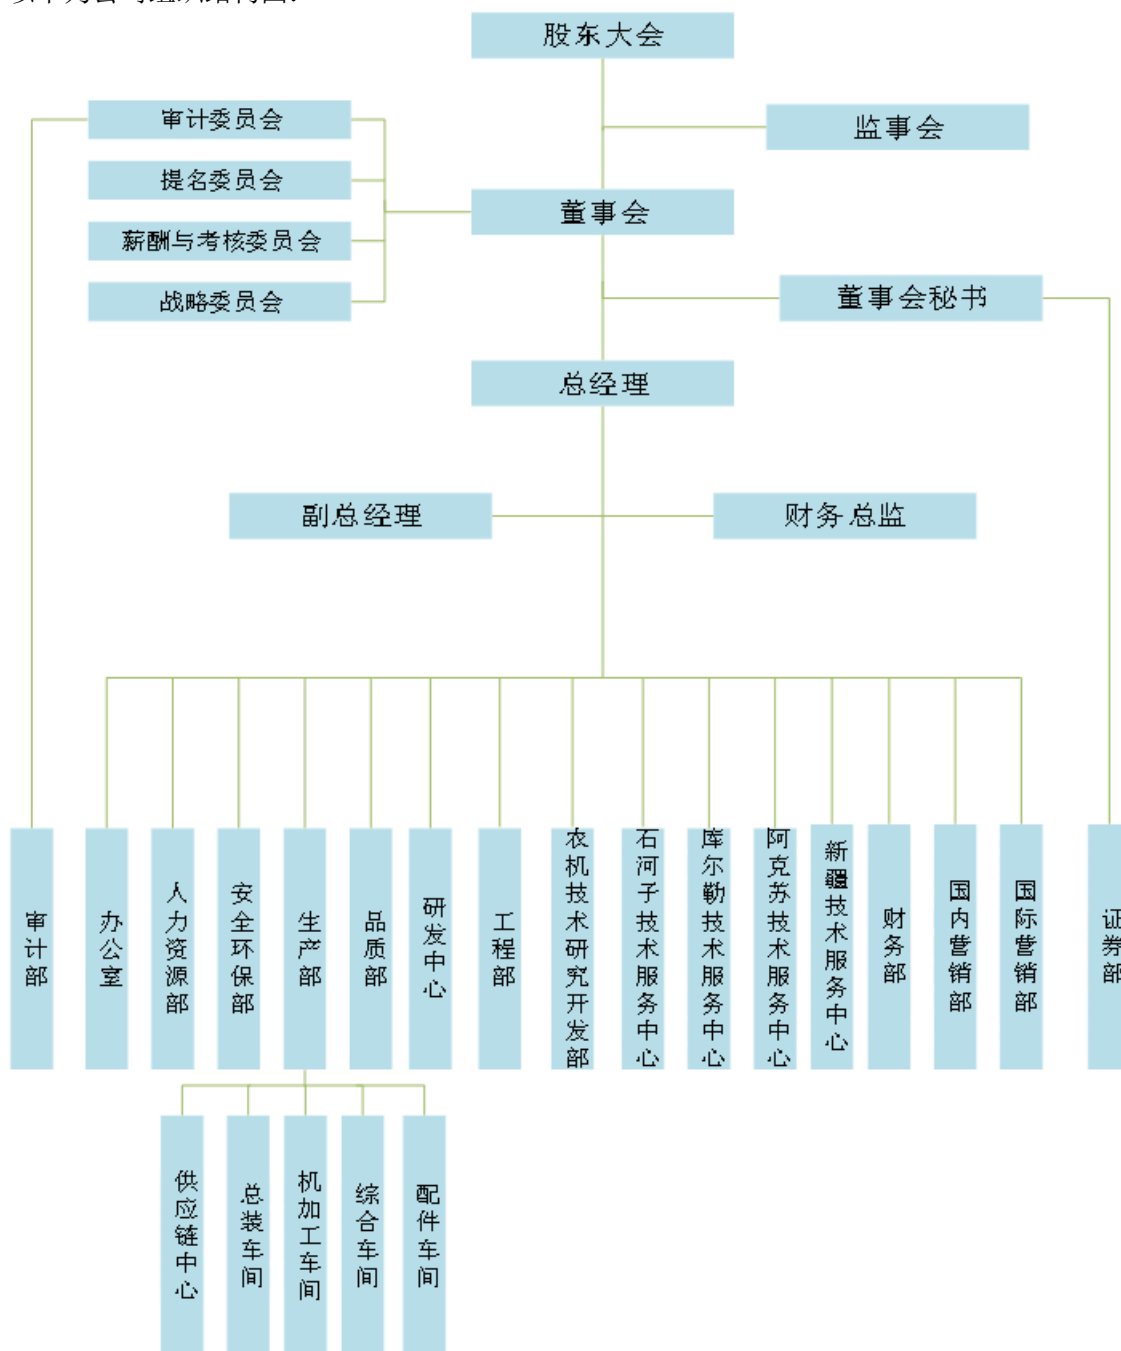 股东大会
审计委员会
监事会
提名委员会
董事会
薪酬与考核委员会
战略委员会
董事会秘书
总经理
副总经理
财务总监
审计部
办公室
人力资源部
安全环保部
生产部
品质部
研发中心
工程部
农机技术研究开发部
石河子技术服务中心
库尔勒技术服务中心
阿克苏技术服务中心
新疆技术服务中心
财务部
国内营销部
国际营销部
证券部
供应链中心
总装车间
机加工车间
综合车间
配件车间